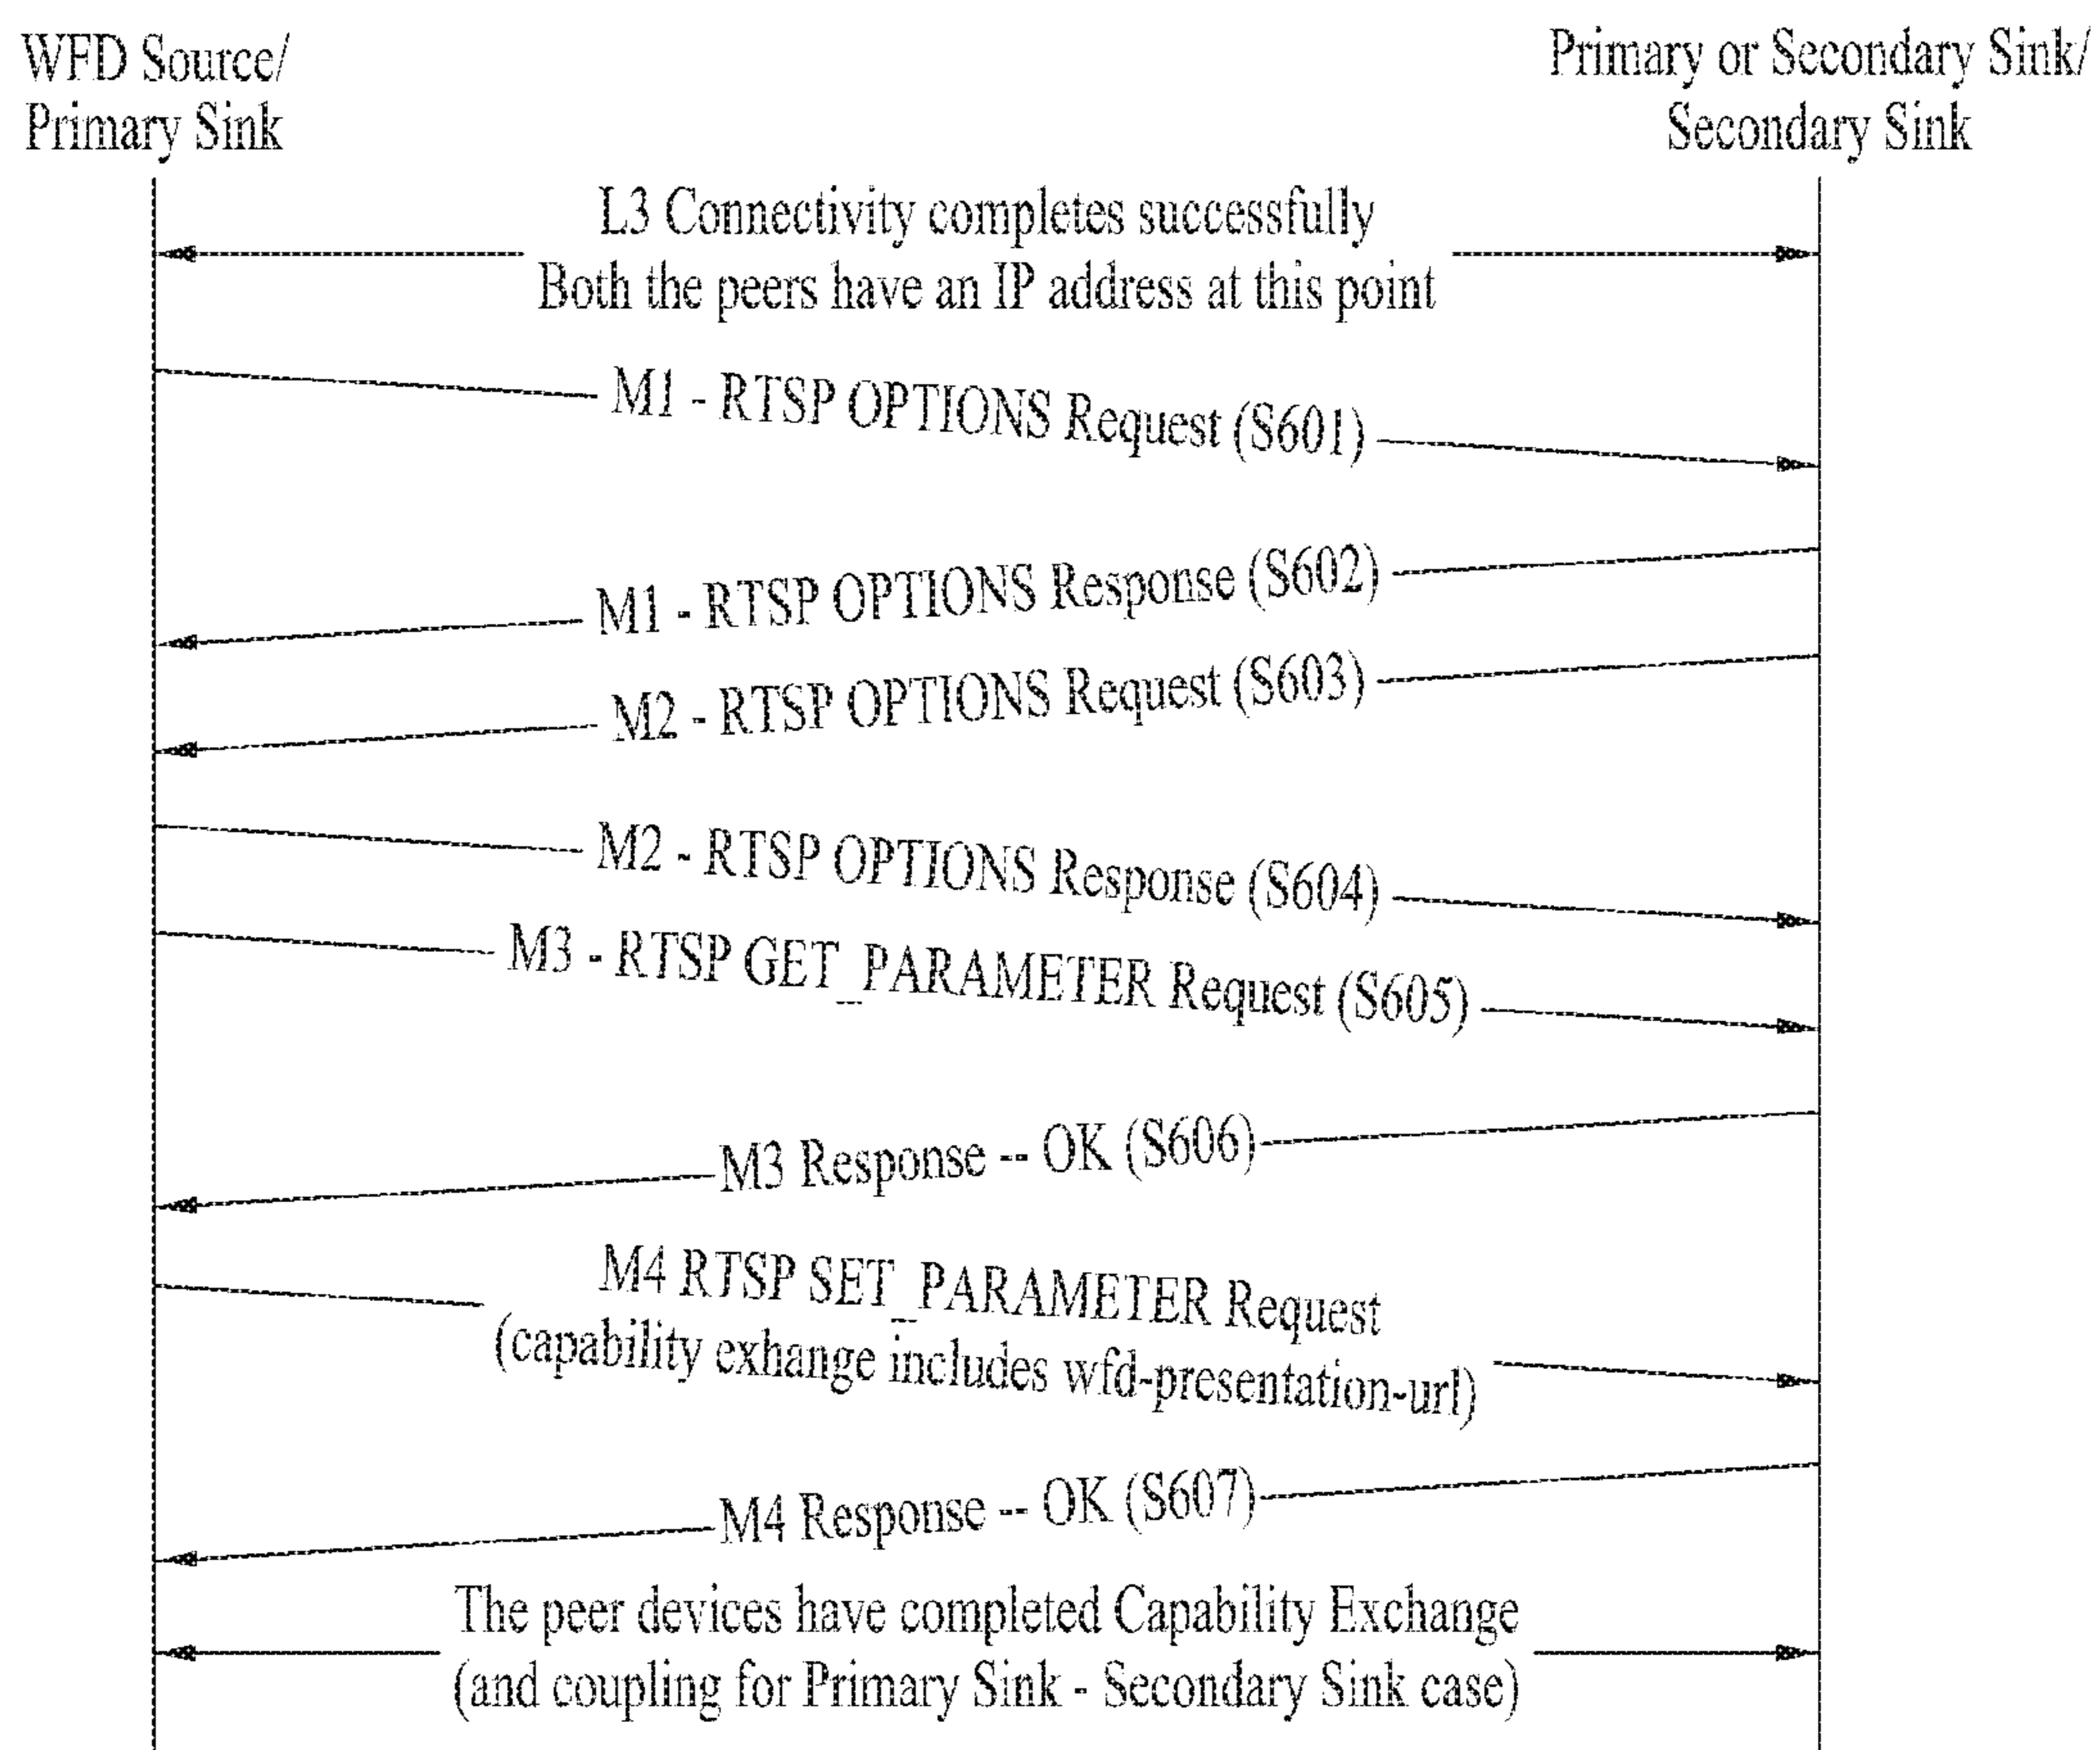 WFD Source/
Primary Sink
Primary or Secondary Sink/
Secondary Sink
L3 Connectivity completes successfully
Both the peers have an IP address at this point
M1 - RTSP OPTIONS Request (S601)
M1 - RTSP OPTIONS Response (S602)
M2 - RTSP OPTIONS Request (S603)
M2 - RTSP OPTIONS Response (S604)
M3 - RTSP GET_PARAMETER Request (S605)
M3 Response -- OK (S606)
M4 RTSP SET_PARAMETER Request
(capability exhange includes wfd-presentation-url)
M4 Response -- OK (S607)
The peer devices have completed Capability Exchange
(and coupling for Primary Sink - Secondary Sink case)